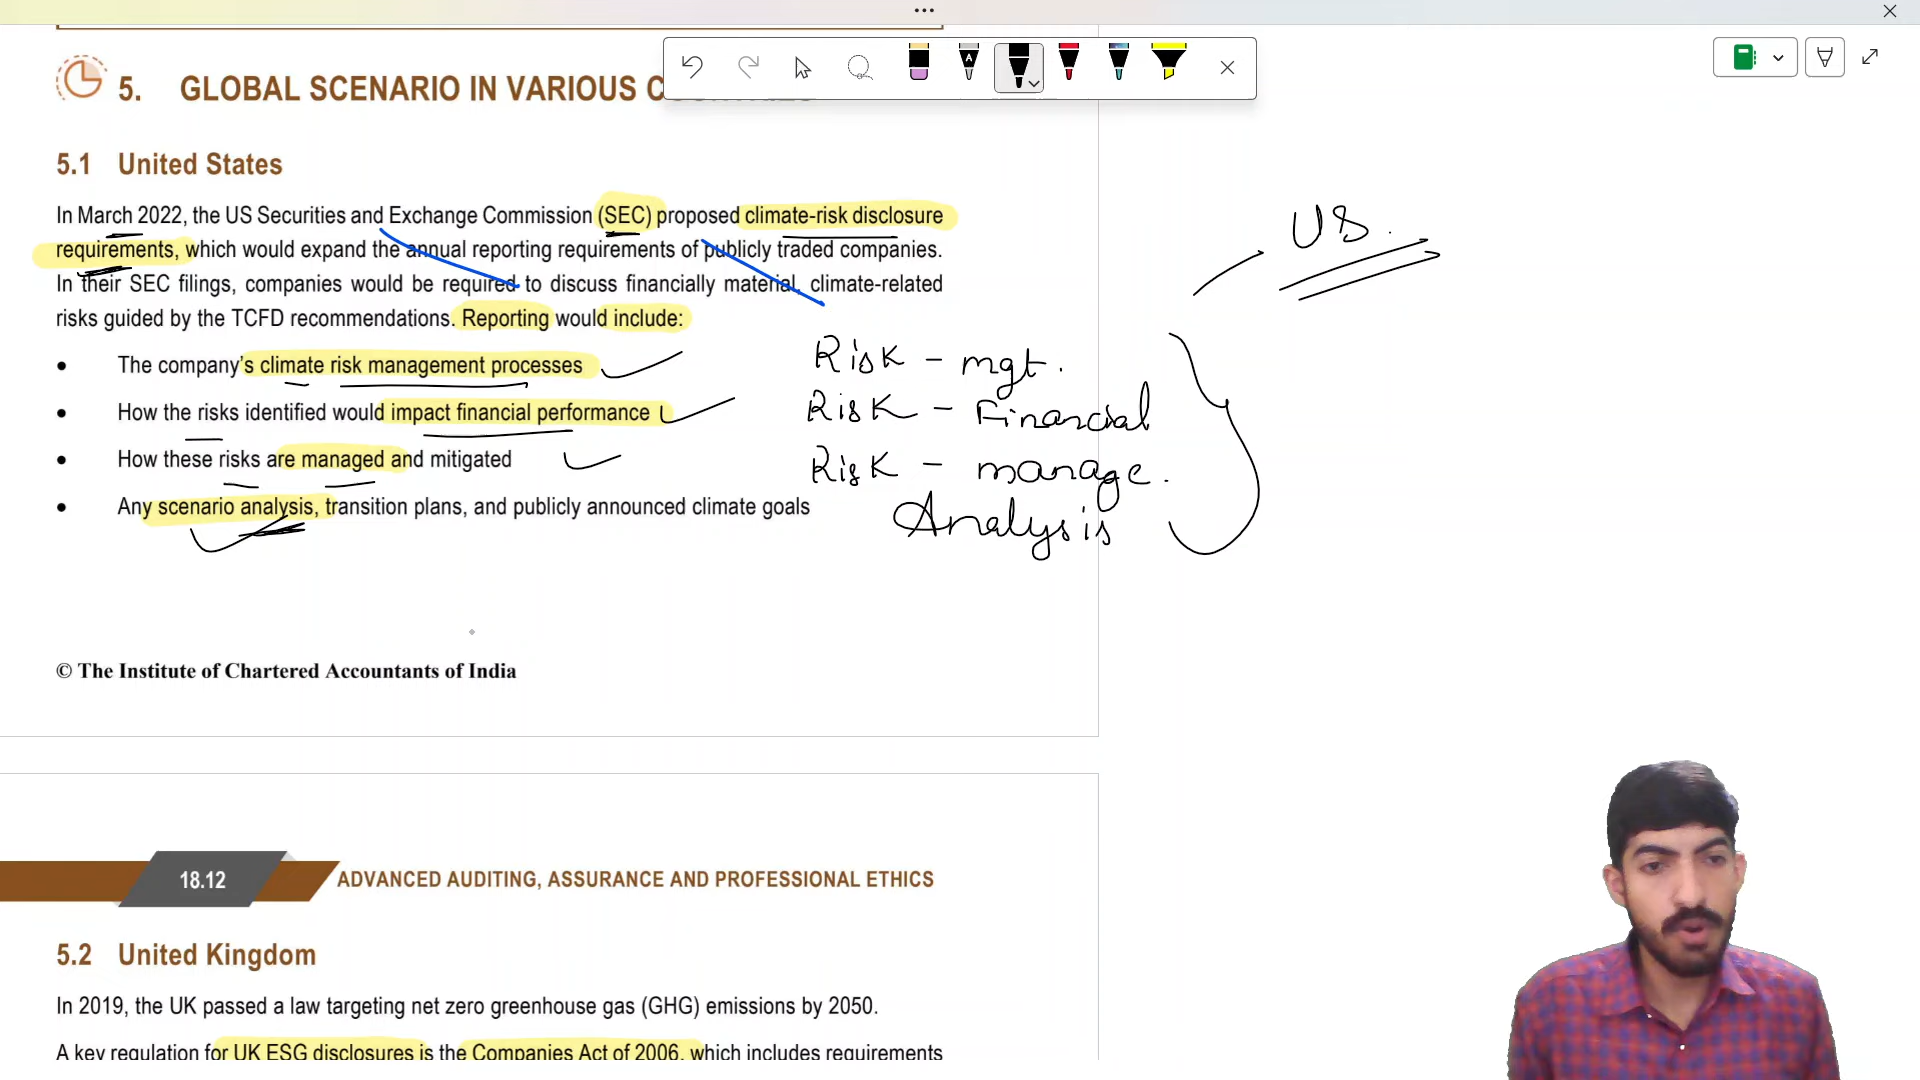 5. GLOBAL SCENARIO IN VARIOUS
5.1 United States
In March 2022, the US Securities and Exchange Commission (SEC) proposed climate-risk disclosure
requirements, which would expand the annual reporting requirements of publicly traded companies.
In their SEC filings, companies would be required to discuss financially material, climate-related
risks guided by the TCFD recommendations. Reporting would include:
• The company's climate risk management processes
• How the risks identified would impact financial performance
• How these risks are managed and mitigated
• Any scenario analysis, transition plans, and publicly announced climate goals
US.
Risk - mgt.
Risk - Financial
Risk - manage.
Analysis
© The Institute of Chartered Accountants of India
18.12 ADVANCED AUDITING, ASSURANCE AND PROFESSIONAL ETHICS
5.2 United Kingdom
In 2019, the UK passed a law targeting net zero greenhouse gas (GHG) emissions by 2050.
A key regulation for UK ESG disclosures is the Companies Act of 2006, which includes requirements